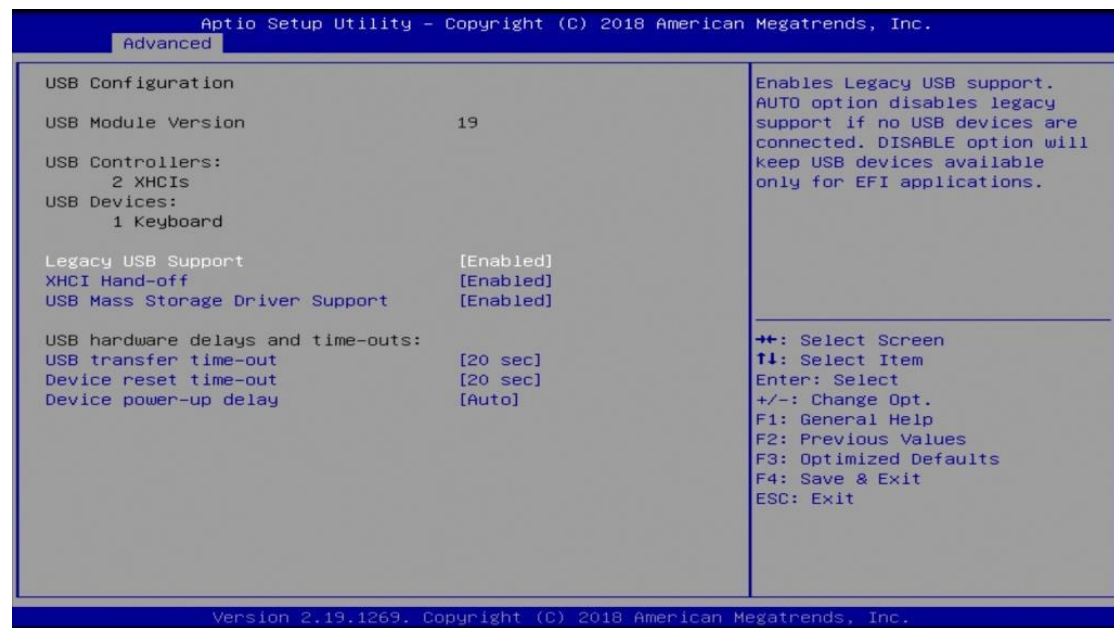 Aptio Setup Utility – Copyright (C) 2018 American Megatrends, Inc.
Advanced
USB Configuration
USB Module Version 19
USB Controllers:
2 XHCIs
USB Devices:
1 Keyboard
Legacy USB Support [Enabled]
XHCI Hand-off [Enabled]
USB Mass Storage Driver Support [Enabled]
USB hardware delays and time-outs:
USB transfer time-out [20 sec]
Device reset time-out [20 sec]
Device power-up delay [Auto]
Enables Legacy USB support.
AUTO option disables legacy
support if no USB devices are
connected. DISABLE option will
keep USB devices available
only for EFI applications.
→←: Select Screen
↑↓: Select Item
Enter: Select
+/-: Change Opt.
F1: General Help
F2: Previous Values
F3: Optimized Defaults
F4: Save & Exit
ESC: Exit
Version 2.19.1269. Copyright (C) 2018 American Megatrends, Inc.